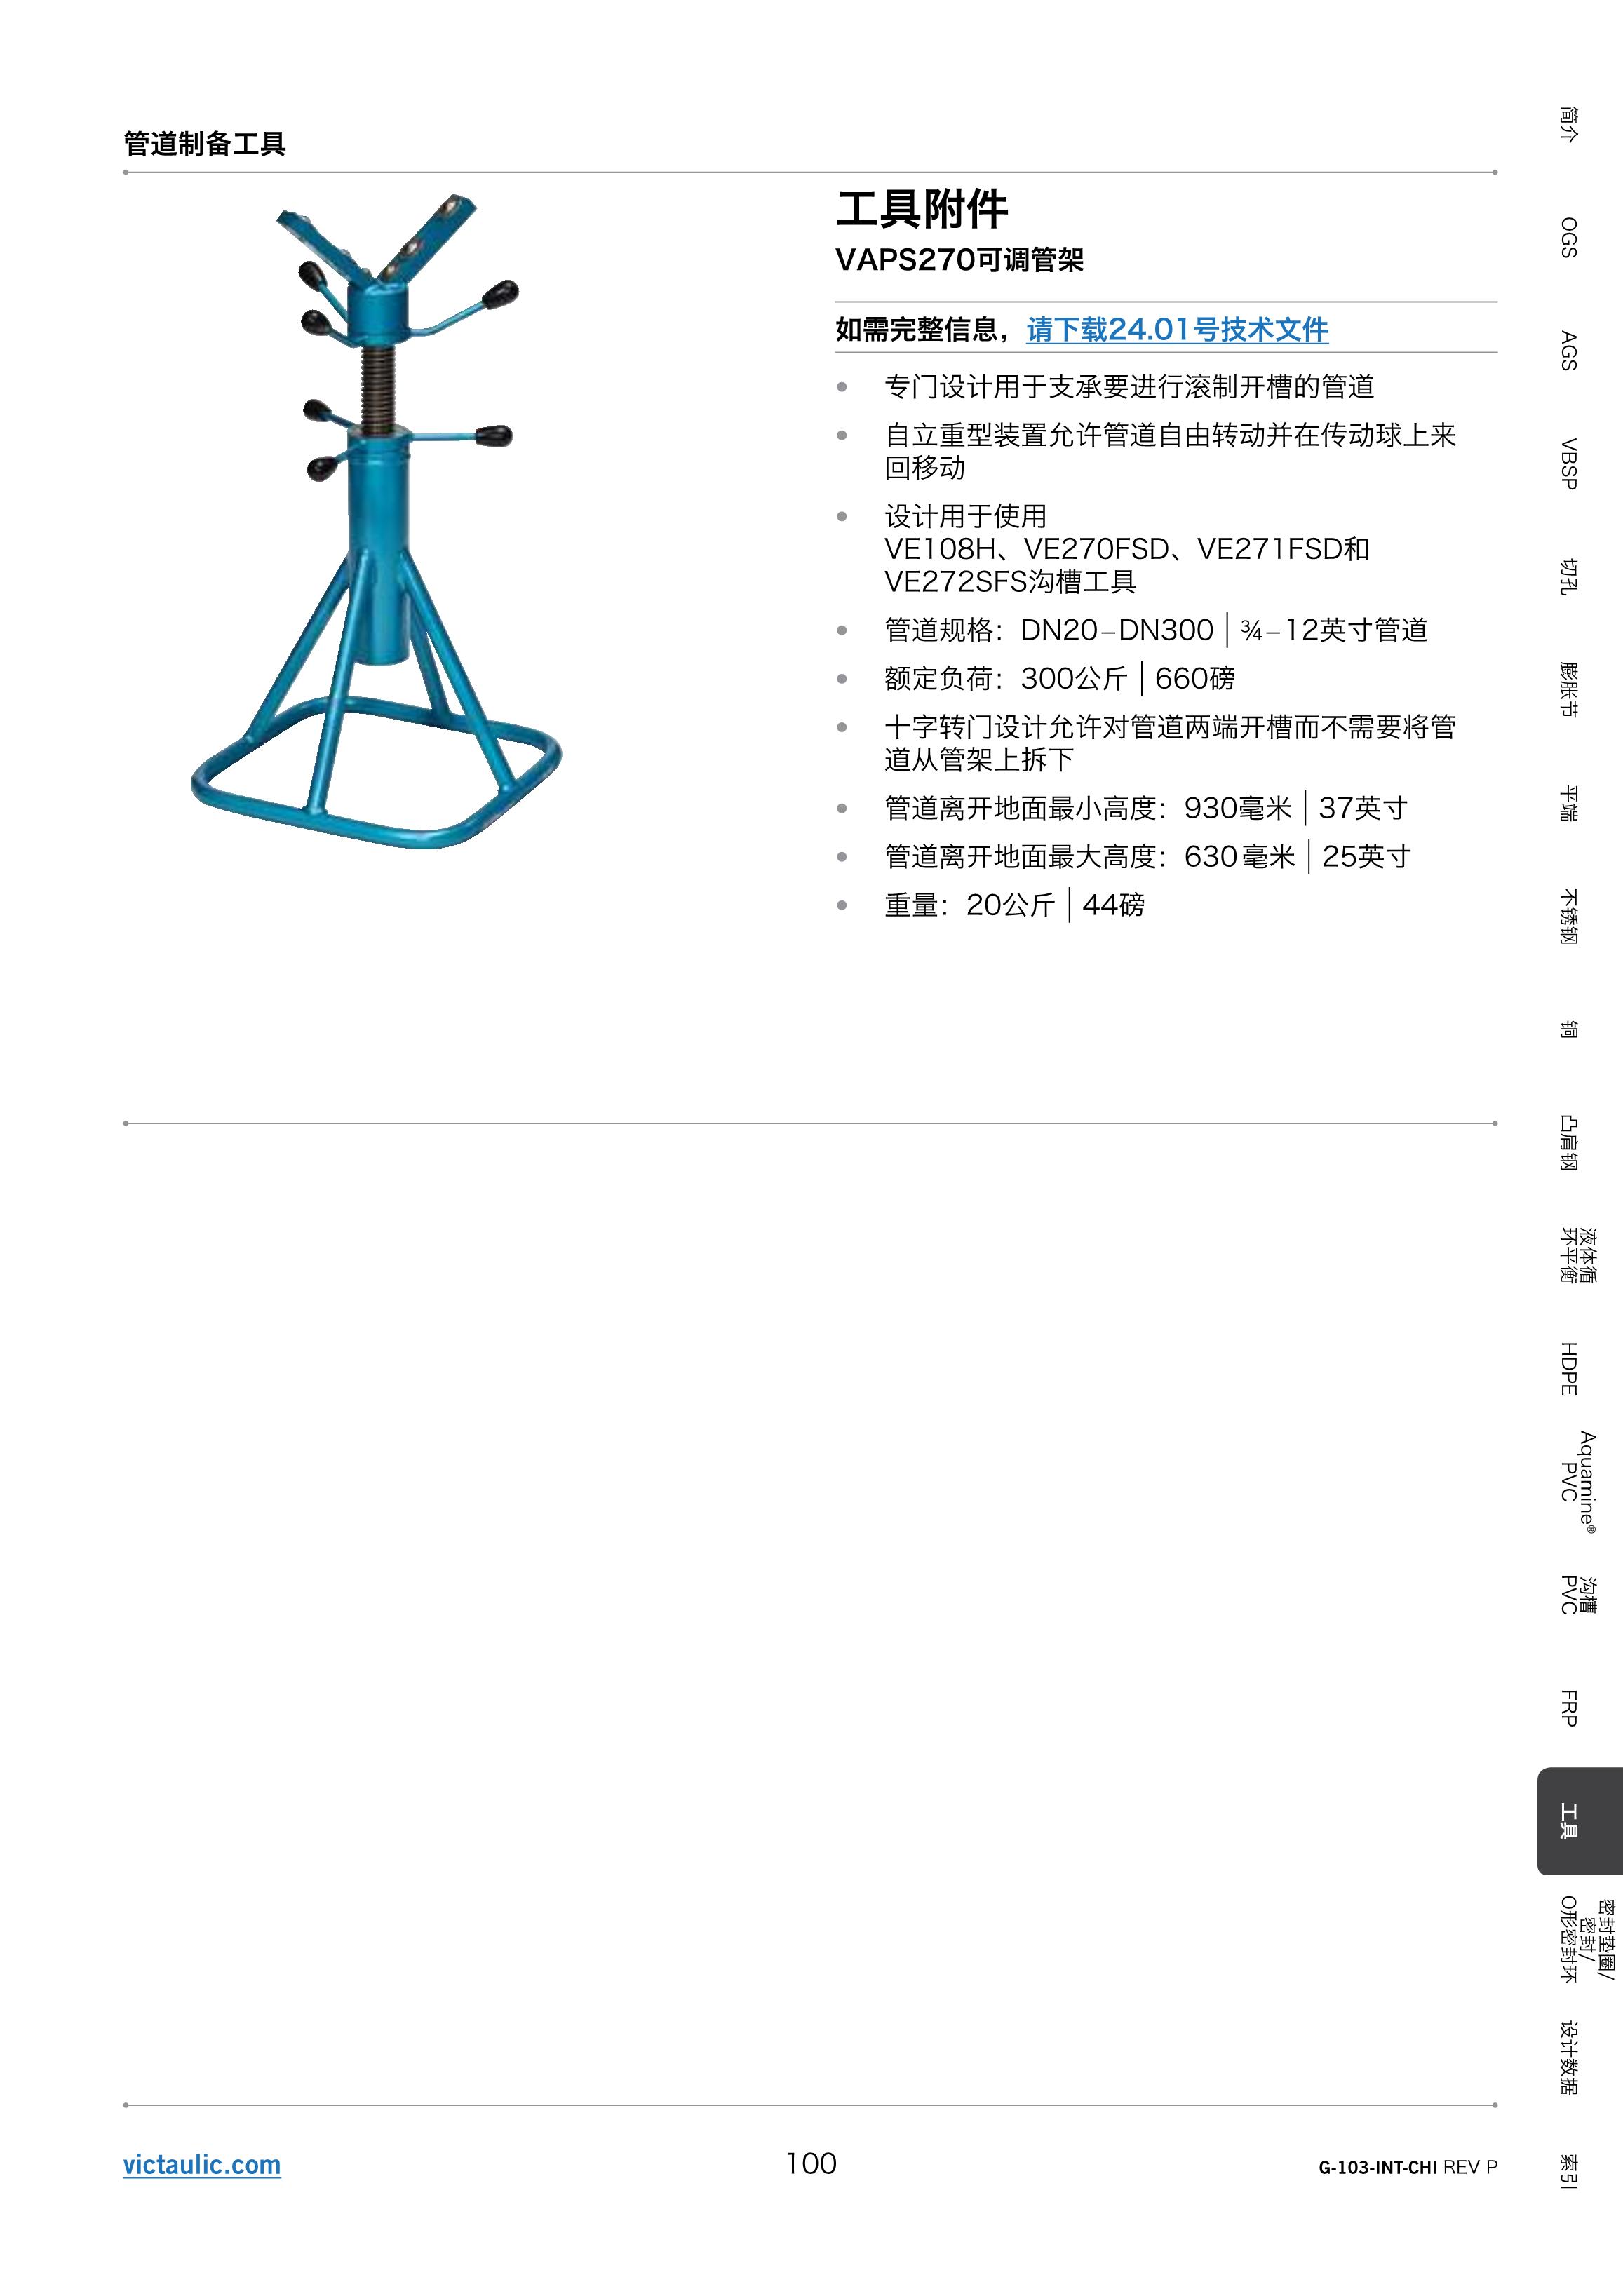 管道制备工具
工具附件
VAPS270可调管架
如需完整信息，请下载24.01号技术文件
● 专门设计用于支承要进行滚制开槽的管道
● 自立重型装置允许管道自由转动并在传动球上来
回移动
● 设计用于使用
VE108H、VE270FSD、VE271FSD和
VE272SFS沟槽工具
● 管道规格：DN20–DN300 | ¾–12英寸管道
● 额定负荷：300公斤 | 660磅
● 十字转门设计允许对管道两端开槽而不需要将管
道从管架上拆下
● 管道离开地面最小高度：930毫米 | 37英寸
● 管道离开地面最大高度：630毫米 | 25英寸
● 重量：20公斤 | 44磅
简介
OGS
AGS
VBSP
切孔
膨胀节
平端
不锈钢
铜
凸肩钢
液体循
环平衡
HDPE
Aquamine®
PVC
沟槽
PVC
FRP
工具
密封垫圈/
密封/
O形密封环
设计数据
索引
victaulic.com
100
G-103-INT-CHI REV P